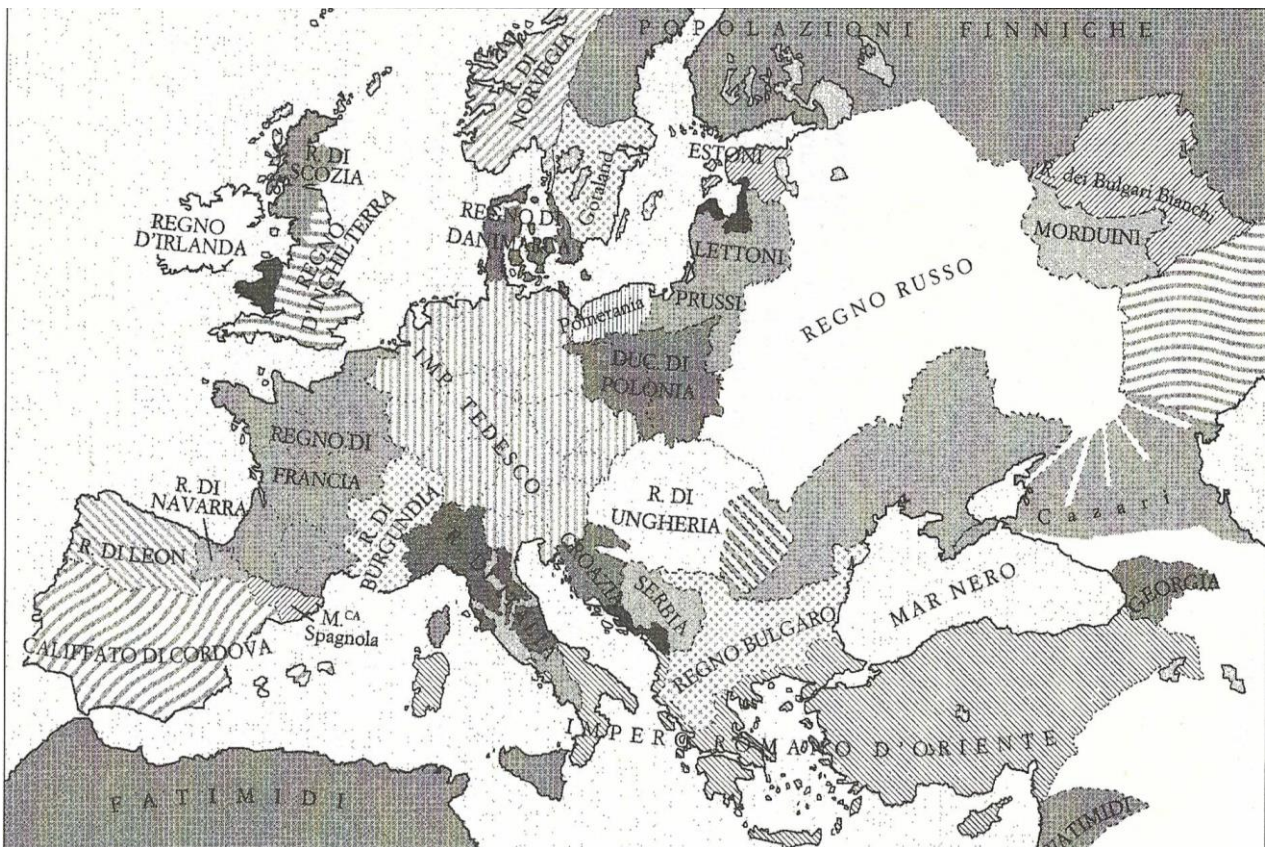 POPOLAZIONI FINNICHE
R. DI
NORVEGIA
R. DI
SCOZIA
REGNO
D'IRLANDA
REGNO
D'INGHILTERRA
Gotaland
ESTONI
REGNO DI
DANIMARCA
LETTONI
R. dei Bulgari Bianchi
MORDUINI
PRUSSI
Pomerania
REGNO RUSSO
DUC. DI
POLONIA
IMP. TEDESCO
REGNO DI
FRANCIA
R. DI
NAVARRA
R. DI
BURGUNDIA
R. DI
UNGHERIA
Cazari
R. DI LEON
M.CA
Spagnola
CROAZIA
SERBIA
MAR NERO
GEORGIA
CALIFFATO DI CORDOVA
REGNO BULGARO
IMPERO ROMANO D'ORIENTE
FATIMIDI
FATIMIDI